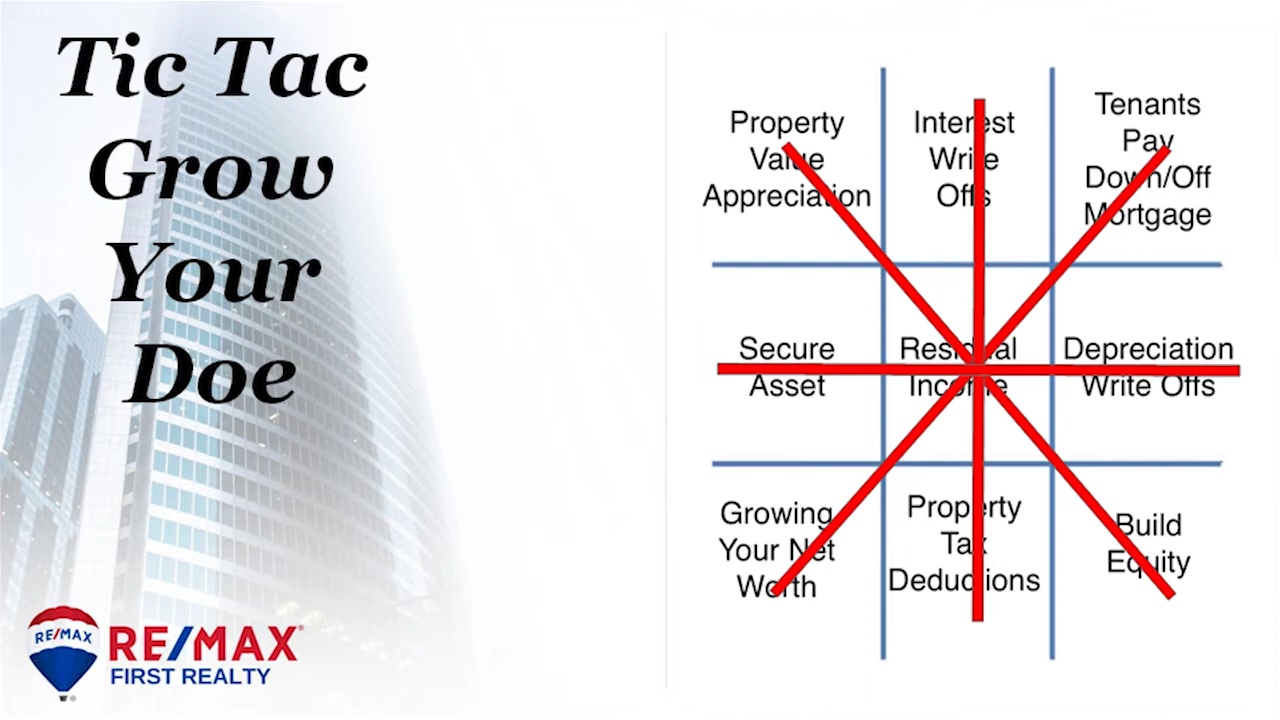 Tic Tac
Grow
Your
Doe
RE/MAX
RE/MAX
FIRST REALTY
Property
Value
Appreciation
Interest
Write
Offs
Tenants
Pay
Down/Off
Mortgage
Secure
Asset
Residual
Income
Depreciation
Write Offs
Growing
Your Net
Worth
Property
Tax
Deductions
Build
Equity